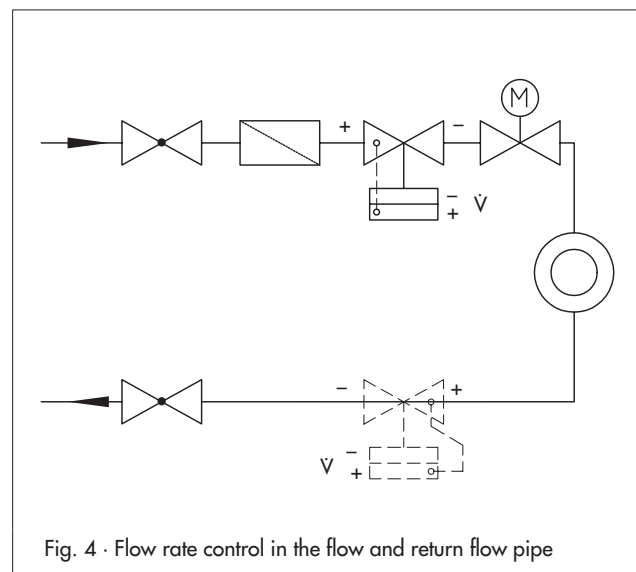 M
+ –
– V̇
+
– +
V̇ –
+
Fig. 4 · Flow rate control in the flow and return flow pipe